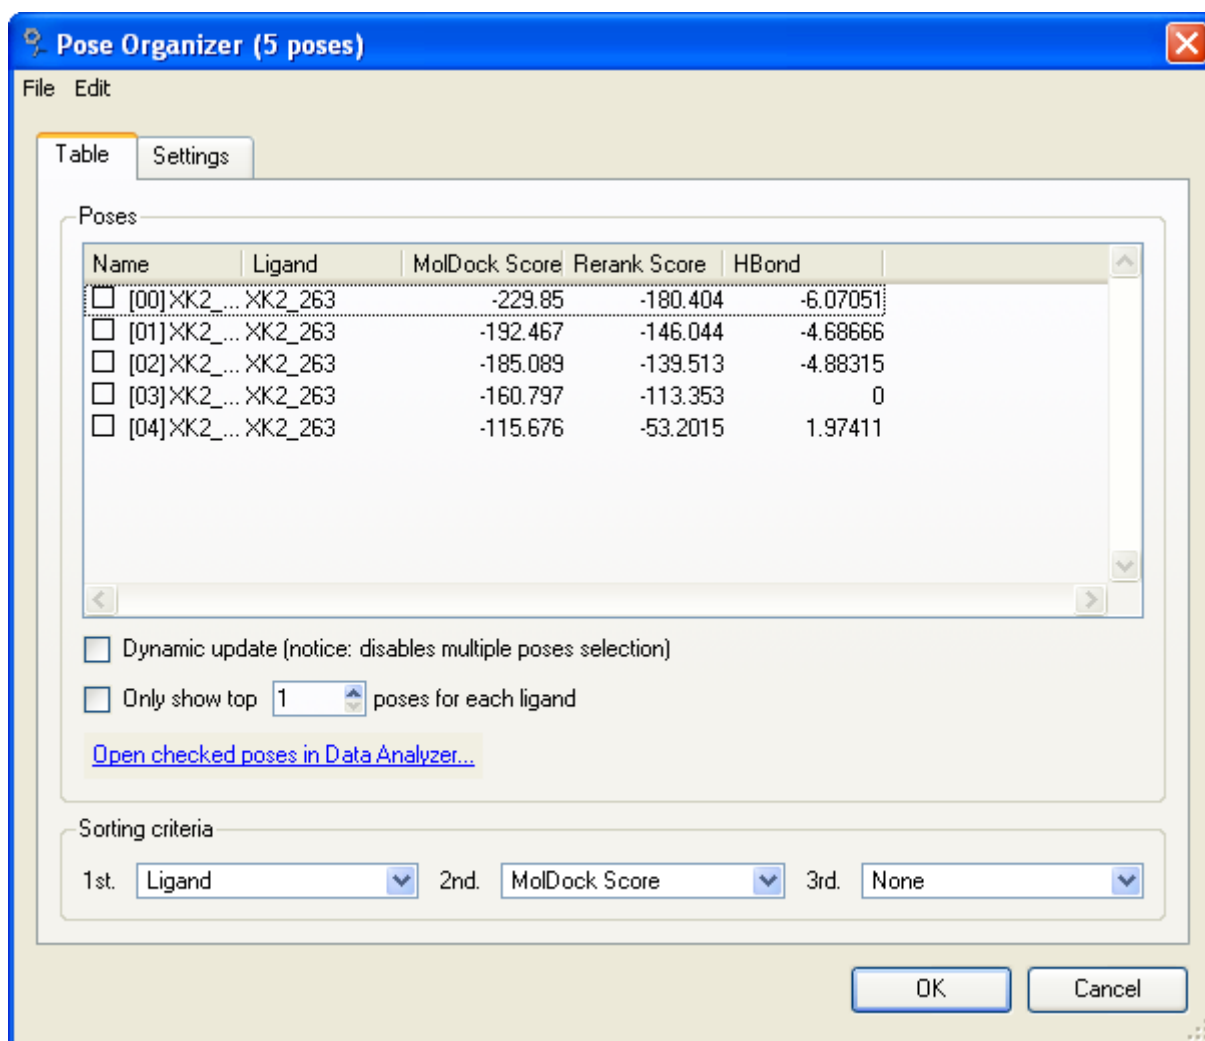 Pose Organizer (5 poses)
File Edit
Table Settings
Poses
Name Ligand MolDock Score Rerank Score HBond
[00]XK2_... XK2_263 -229.85 -180.404 -6.07051
[01]XK2_... XK2_263 -192.467 -146.044 -4.68666
[02]XK2_... XK2_263 -185.089 -139.513 -4.88315
[03]XK2_... XK2_263 -160.797 -113.353 0
[04]XK2_... XK2_263 -115.676 -53.2015 1.97411
Dynamic update (notice: disables multiple poses selection)
Only show top 1 poses for each ligand
Open checked poses in Data Analyzer...
Sorting criteria
1st. Ligand 2nd. MolDock Score 3rd. None
OK Cancel